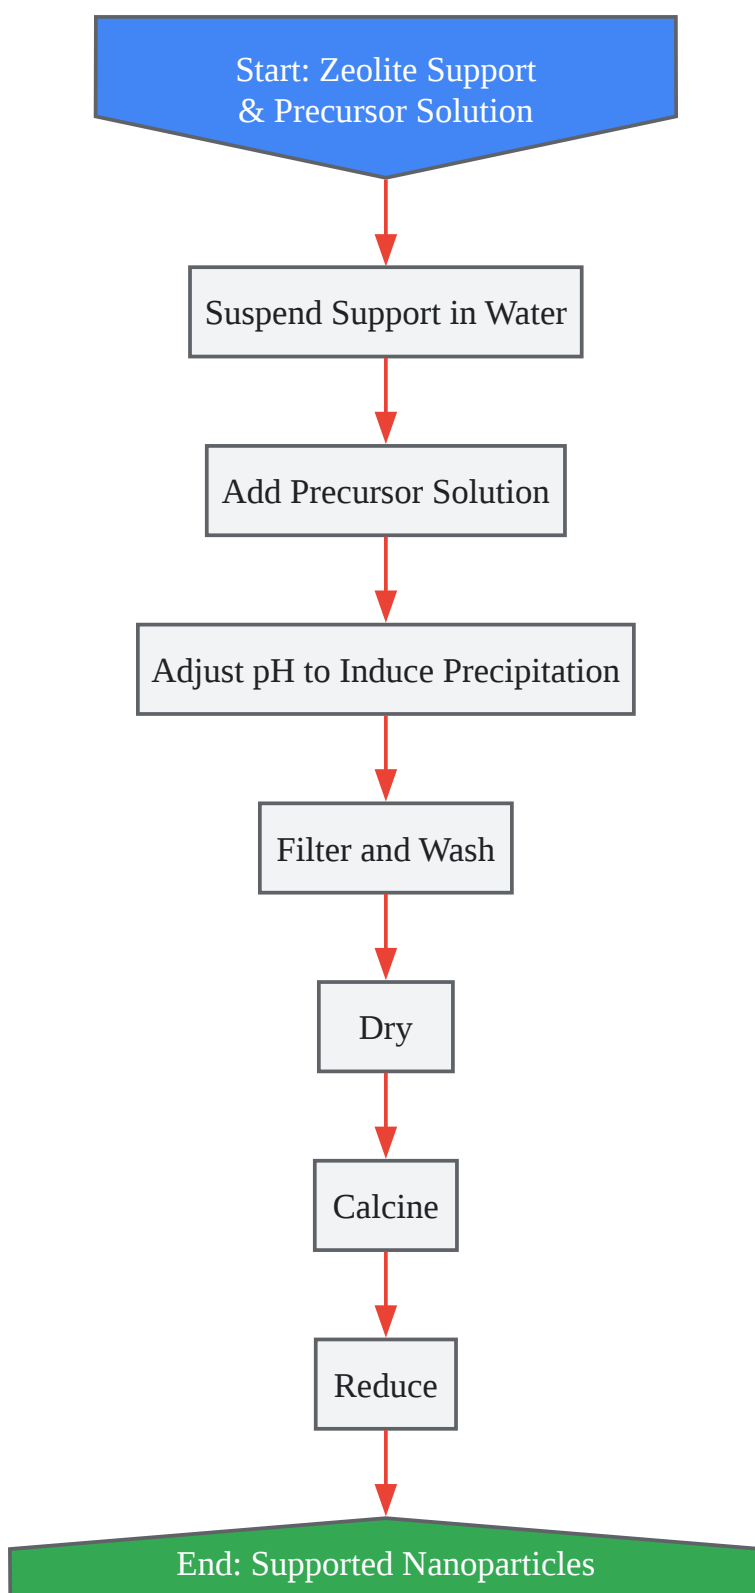 Start: Zeolite Support
& Precursor Solution
Suspend Support in Water
Add Precursor Solution
Adjust pH to Induce Precipitation
Filter and Wash
Dry
Calcine
Reduce
End: Supported Nanoparticles